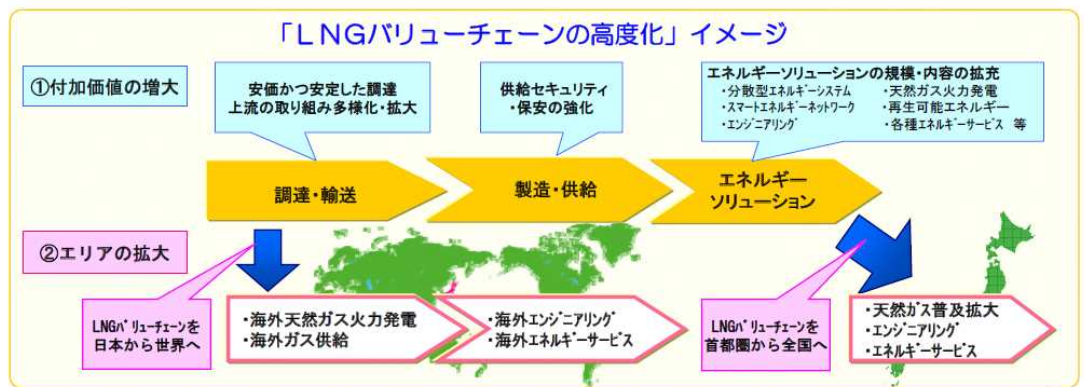 「LNGバリューチェーンの高度化」イメージ
①付加価値の増大
安価かつ安定した調達
上流の取り組み多様化・拡大
供給セキュリティ
・保安の強化
エネルギーソリューションの規模・内容の拡充
・分散型エネルギーシステム
・スマートエネルギーネットワーク
・エンジニアリング
・天然ガス火力発電
・再生可能エネルギー
・各種エネルギーサービス 等
調達・輸送
製造・供給
エネルギー
ソリューション
②エリアの拡大
LNGバリューチェーンを
日本から世界へ
・海外天然ガス火力発電
・海外ガス供給
・海外エンジニアリング
・海外エネルギーサービス
LNGバリューチェーンを
首都圏から全国へ
・天然ガス普及拡大
・エンジニアリング
・エネルギーサービス